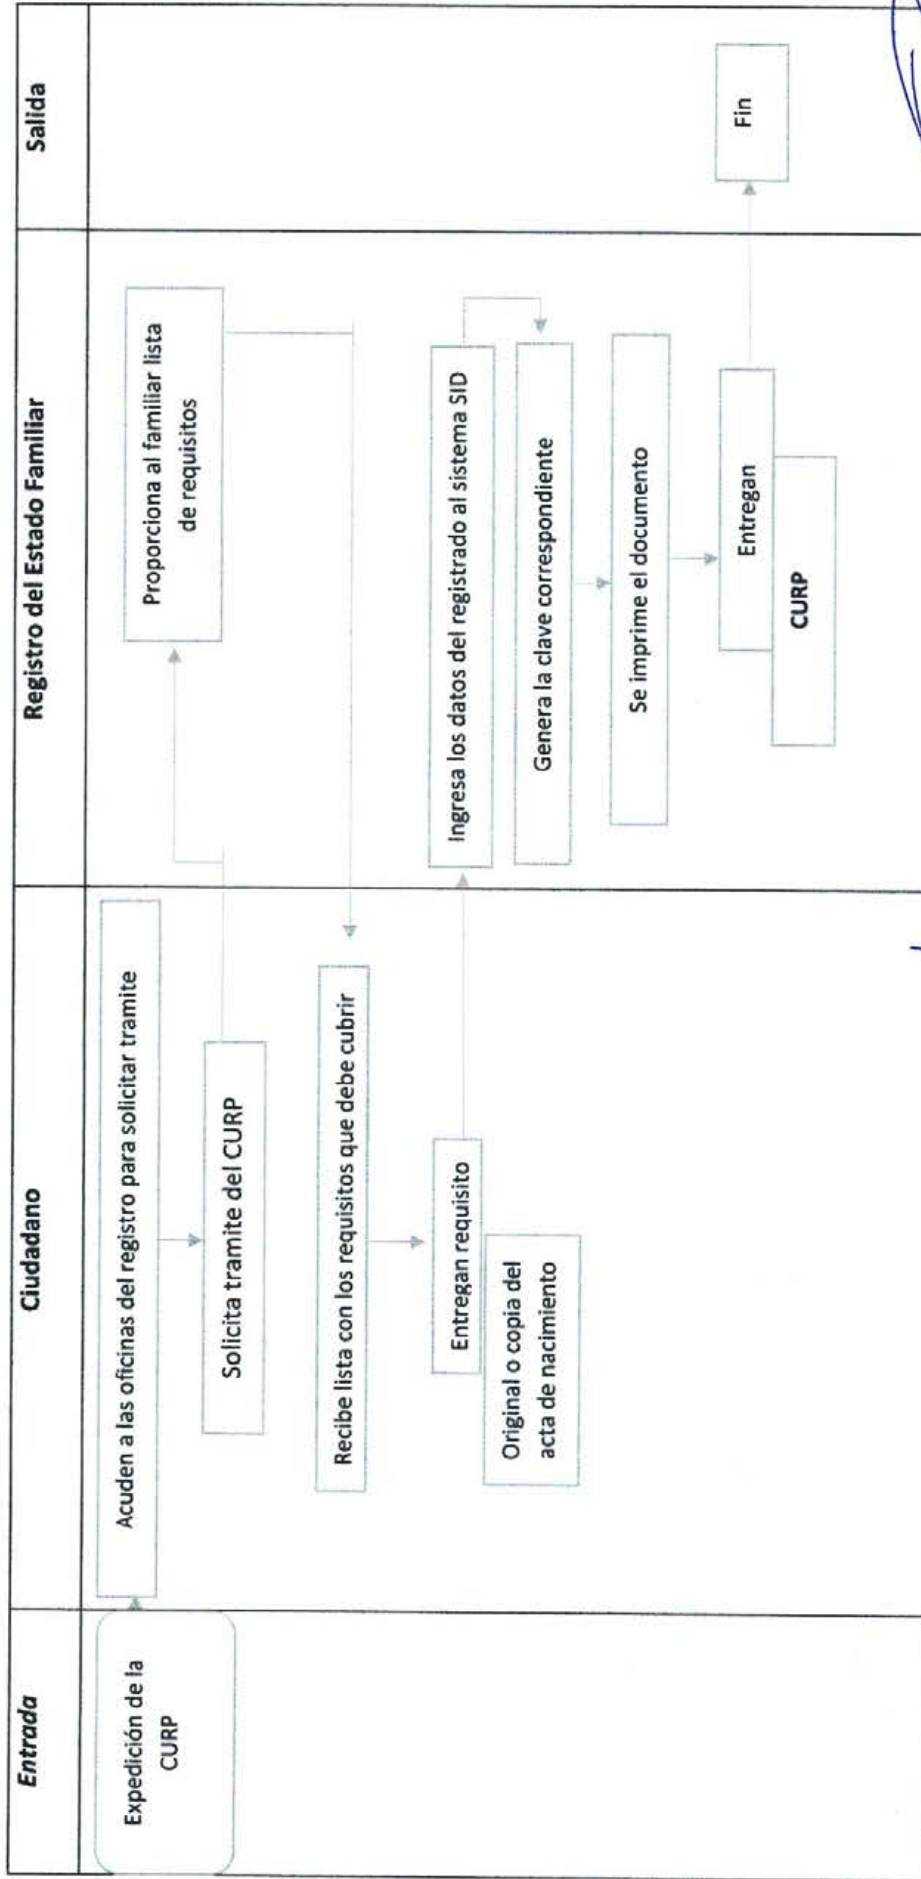 Entrada
Ciudadano
Registro del Estado Familiar
Salida
Expedición de la
CURP
Acuden a las oficinas del registro para solicitar tramite
Solicita tramite del CURP
Proporciona al familiar lista
de requisitos
Recibe lista con los requisitos que debe cubrir
Entregan requisito
Original o copia del
acta de nacimiento
Ingresa los datos del registrado al sistema SID
Genera la clave correspondiente
Se imprime el documento
Entregan
CURP
Fin